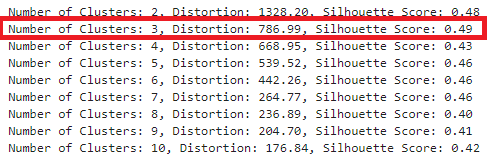 Number of Clusters: 2, Distortion: 1328.20, Silhouette Score: 0.48
Number of Clusters: 3, Distortion: 786.99, Silhouette Score: 0.49
Number of Clusters: 4, Distortion: 668.95, Silhouette Score: 0.43
Number of Clusters: 5, Distortion: 539.52, Silhouette Score: 0.46
Number of Clusters: 6, Distortion: 442.26, Silhouette Score: 0.46
Number of Clusters: 7, Distortion: 264.77, Silhouette Score: 0.46
Number of Clusters: 8, Distortion: 236.89, Silhouette Score: 0.40
Number of Clusters: 9, Distortion: 204.70, Silhouette Score: 0.41
Number of Clusters: 10, Distortion: 176.84, Silhouette Score: 0.42